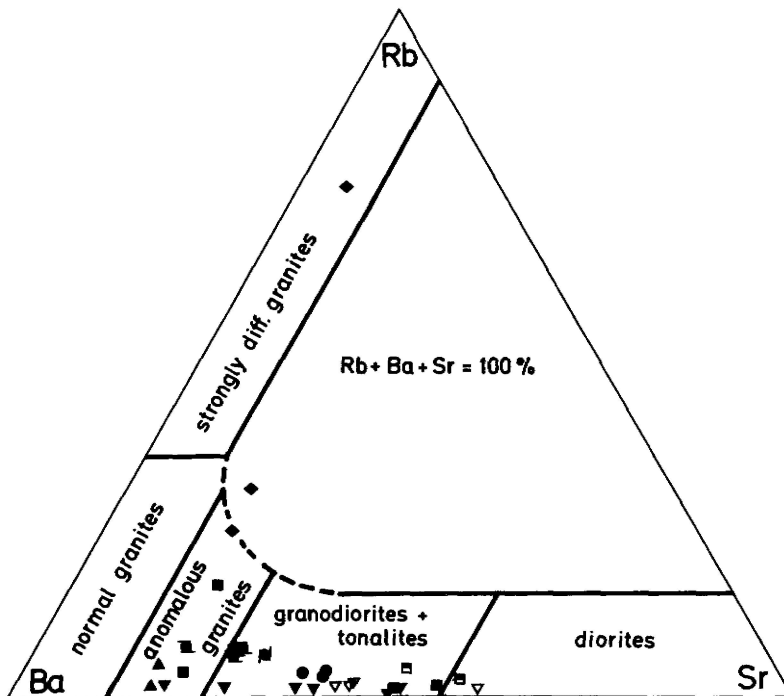 Rb
strongly diff. granites
Rb + Ba + Sr = 100 %
normal granites
anomalous
granites
granodiorites +
tonalites
diorites
Ba
Sr